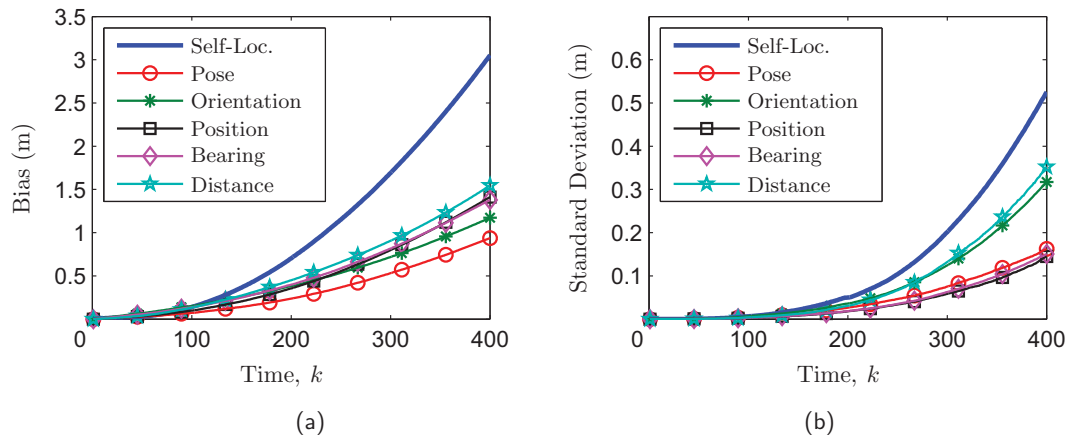 3.5
3
2.5
2
1.5
1
0.5
0
100
200
300
400
Bias (m)
Time, k
Self-Loc.
Pose
Orientation
Position
Bearing
Distance
(a)
0.6
0.5
0.4
0.3
0.2
0.1
0
100
200
300
400
Standard Deviation (m)
Time, k
Self-Loc.
Pose
Orientation
Position
Bearing
Distance
(b)